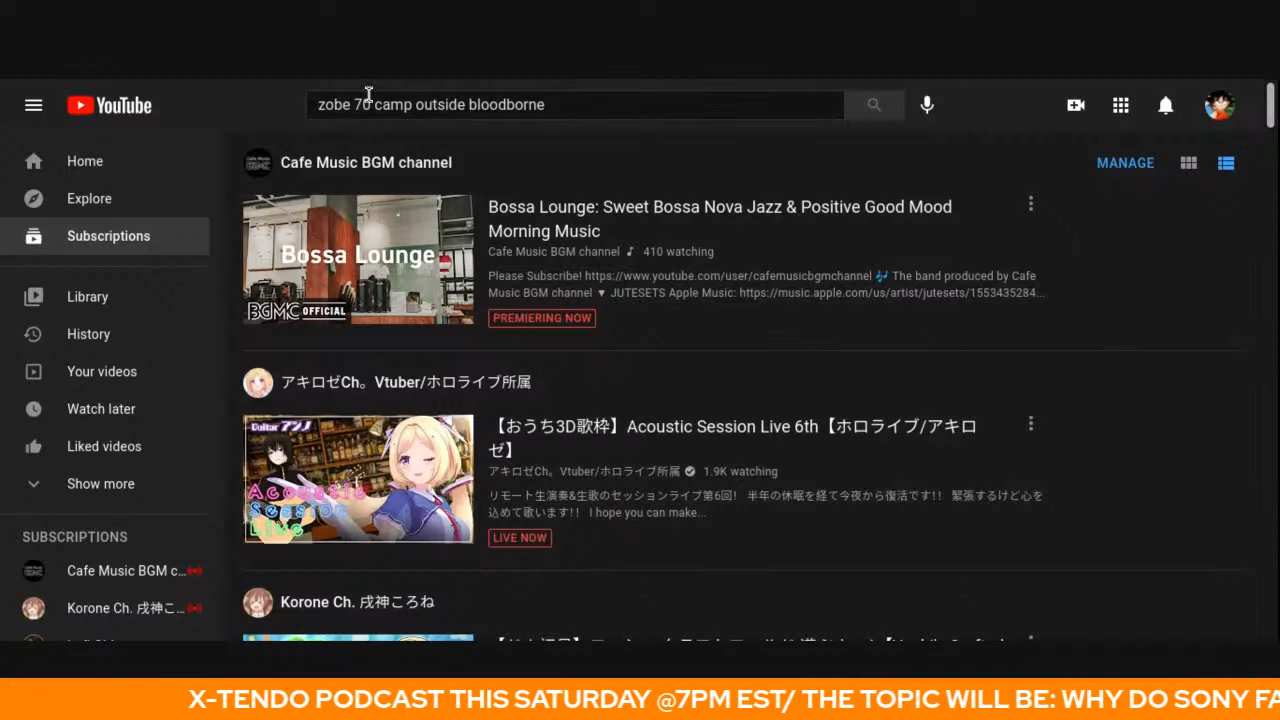 YouTube
zobe 70 camp outside bloodborne
Home
Explore
Subscriptions
Library
History
Your videos
Watch later
Liked videos
Show more
SUBSCRIPTIONS
Cafe Music BGM c...
Korone Ch. 戌神こ...
Cafe Music BGM channel
MANAGE
Bossa Lounge
BGMC OFFICIAL
Bossa Lounge: Sweet Bossa Nova Jazz & Positive Good Mood
Morning Music
Cafe Music BGM channel ♪ 410 watching
Please Subscribe! https://www.youtube.com/user/cafemusicbgmchannel 🎶 The band produced by Cafe
Music BGM channel ▼ JUTESETS Apple Music: https://music.apple.com/us/artist/jutesets/1553435284...
PREMIERING NOW
アキロゼCh。Vtuber/ホロライブ所属
Guitar アンノ
Acoustic
Session
Live
【おうち3D歌枠】Acoustic Session Live 6th【ホロライブ/アキロ
ゼ】
アキロゼCh。Vtuber/ホロライブ所属 1.9K watching
リモート生演奏&生歌のセッションライブ第6回! 半年の休眠を経て今夜から復活です!! 緊張するけど心を
込めて歌います!! I hope you can make...
LIVE NOW
Korone Ch. 戌神ころね
X-TENDO PODCAST THIS SATURDAY @7PM EST/ THE TOPIC WILL BE: WHY DO SONY FA